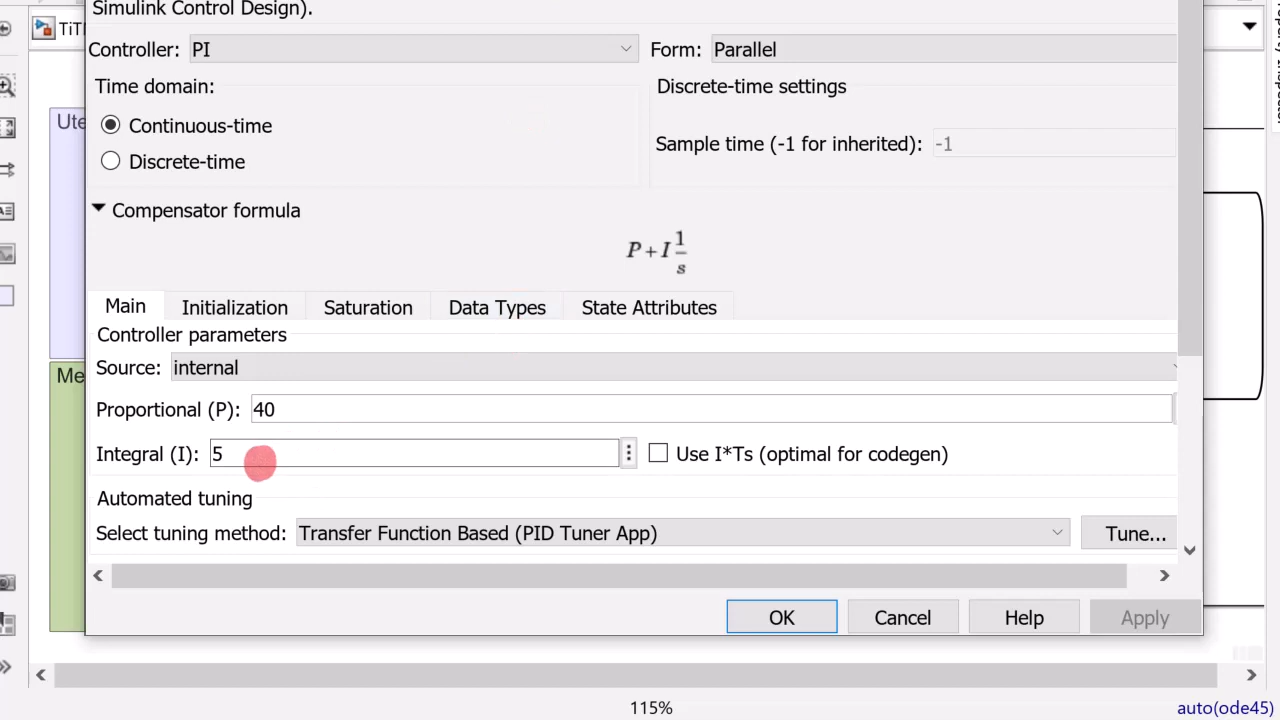 Simulink Control Design).
TiT
Controller: PI Form: Parallel
Time domain: Discrete-time settings
Ute
Continuous-time
Sample time (-1 for inherited): -1
Discrete-time
Compensator formula
P + I 1/s
Main Initialization Saturation Data Types State Attributes
Controller parameters
Source: internal
Me
Proportional (P): 40
Integral (I): 5 Use I*Ts (optimal for codegen)
Automated tuning
Select tuning method: Transfer Function Based (PID Tuner App) Tune...
OK Cancel Help Apply
115% auto(ode45)